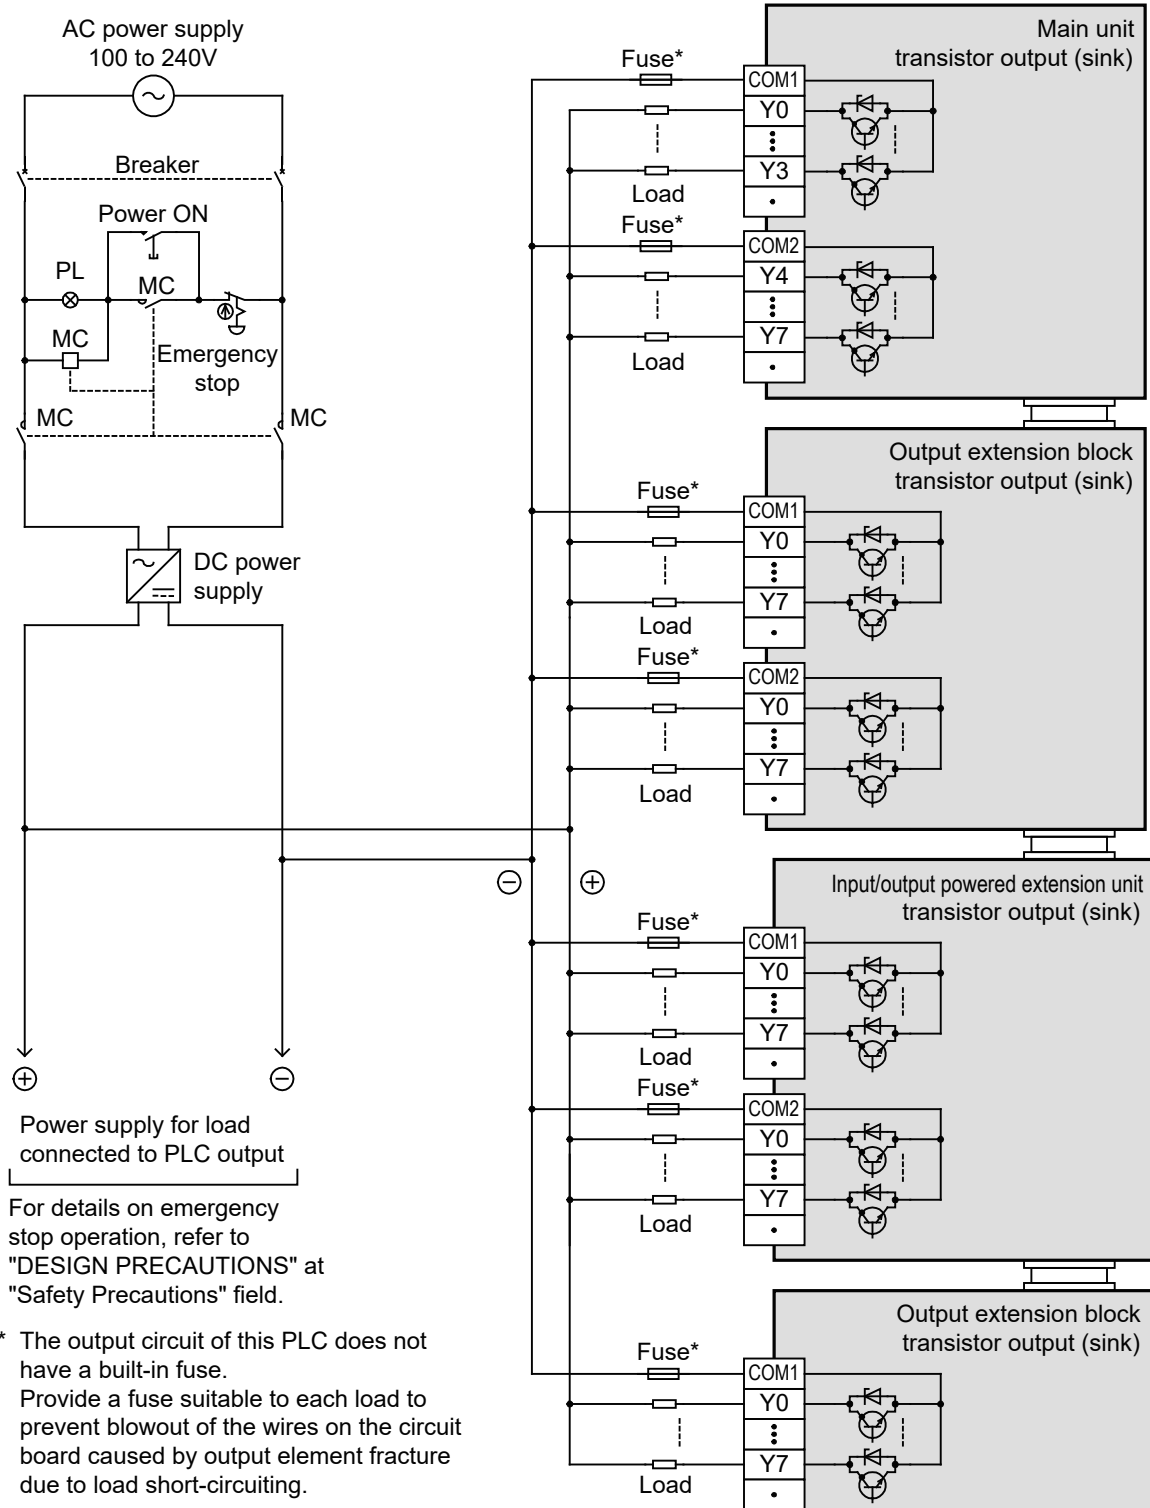 AC power supply
100 to 240V
Breaker
Power ON
PL
MC
MC
Emergency
stop
MC
MC
DC power
supply
Power supply for load
connected to PLC output
For details on emergency
stop operation, refer to
"DESIGN PRECAUTIONS" at
"Safety Precautions" field.
* The output circuit of this PLC does not
have a built-in fuse.
Provide a fuse suitable to each load to
prevent blowout of the wires on the circuit
board caused by output element fracture
due to load short-circuiting.
Main unit
transistor output (sink)
Fuse*
COM1
Y0
Y3
Load
Fuse*
COM2
Y4
Y7
Load
Output extension block
transistor output (sink)
Fuse*
COM1
Y0
Y7
Load
Fuse*
COM2
Y0
Y7
Load
Input/output powered extension unit
transistor output (sink)
Fuse*
COM1
Y0
Y7
Load
Fuse*
COM2
Y0
Y7
Load
Output extension block
transistor output (sink)
Fuse*
COM1
Y0
Y7
Load